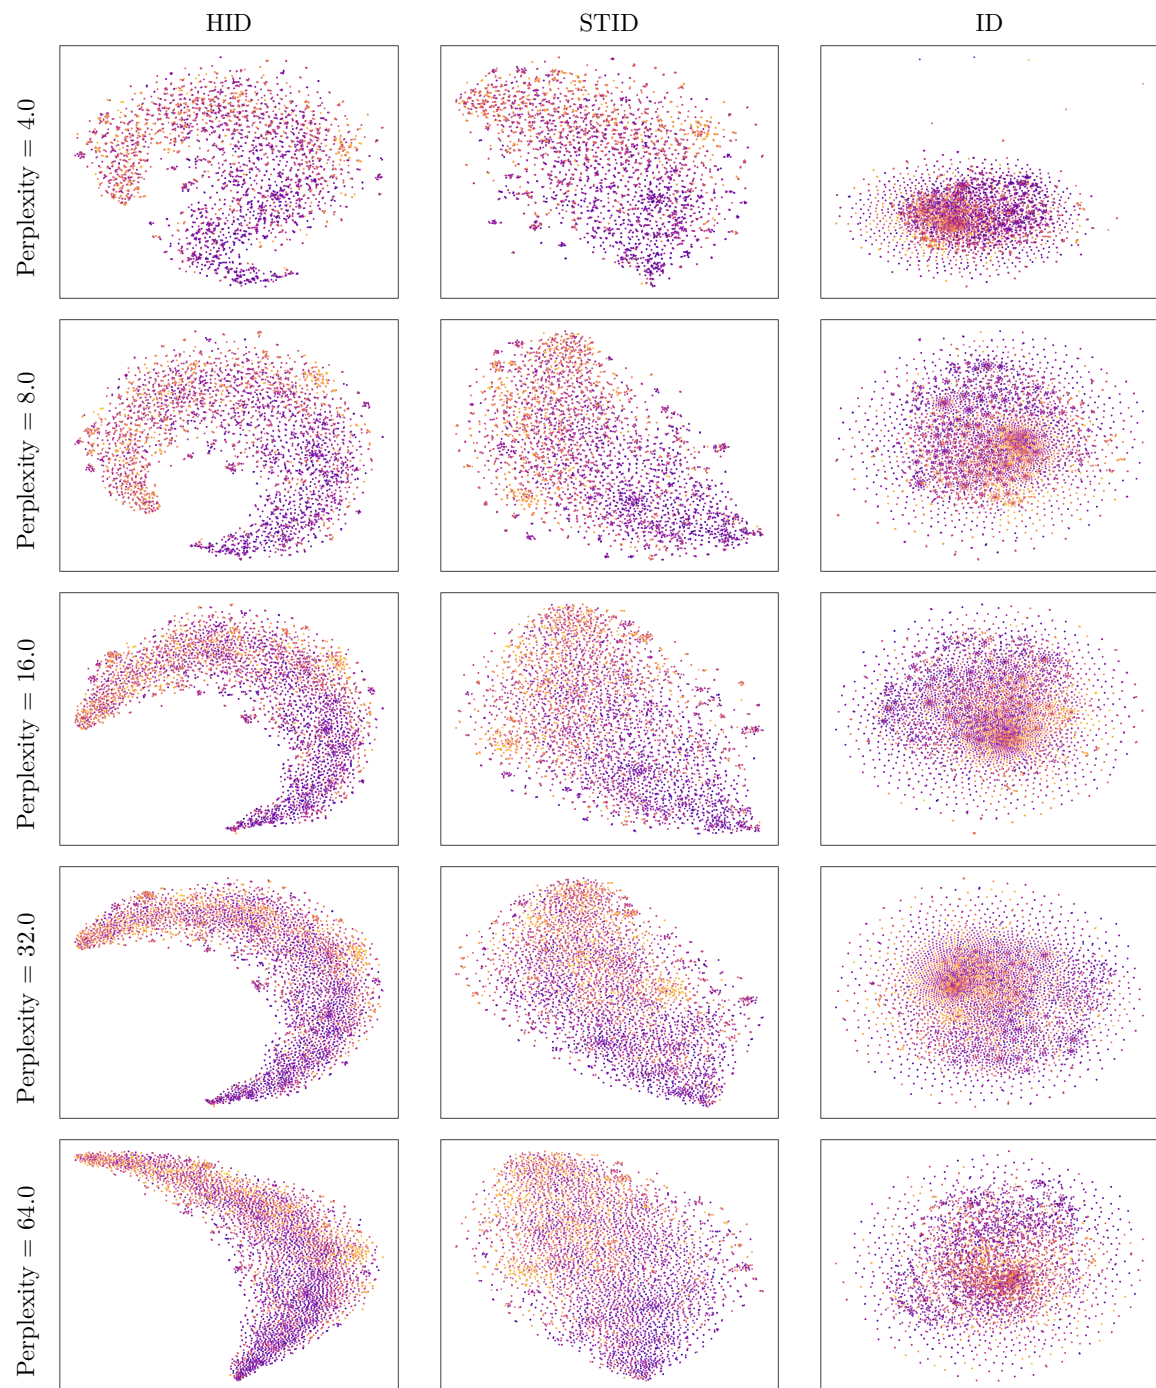 HID STID ID
Perplexity = 4.0
Perplexity = 8.0
Perplexity = 16.0
Perplexity = 32.0
Perplexity = 64.0